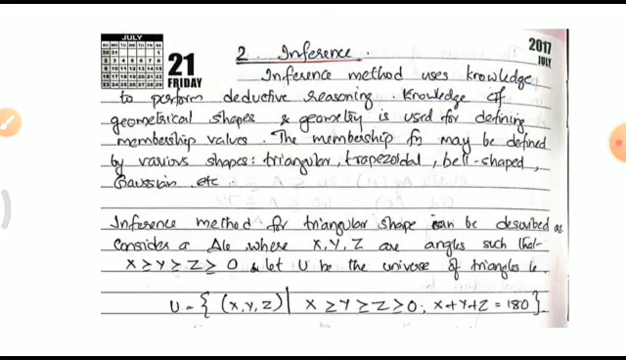 JULY
2017
JULY
21
FRIDAY
2 Inference.
Inference method uses knowledge
to perform deductive reasoning. Knowledge of
geometrical shapes & geometry is used for defining
membership values. The membership fn may be defined
by various shapes: triangular, trapezoidal, bell-shaped,
Gaussian etc.
Inference method for triangular shape can be described as
Consider a Δle where X, Y, Z are angles such that
X ≥ Y ≥ Z ≥ 0 & let U be the universe of triangles ie.
U = { (X, Y, Z) | X ≥ Y ≥ Z ≥ 0; X+Y+Z = 180 }